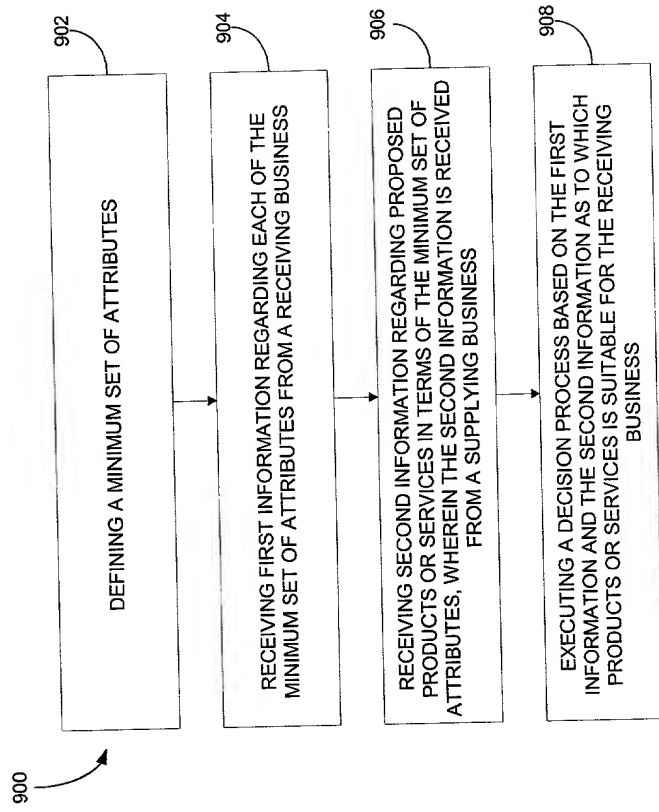 900
902
DEFINING A MINIMUM SET OF ATTRIBUTES
904
RECEIVING FIRST INFORMATION REGARDING EACH OF THE
MINIMUM SET OF ATTRIBUTES FROM A RECEIVING BUSINESS
906
RECEIVING SECOND INFORMATION REGARDING PROPOSED
PRODUCTS OR SERVICES IN TERMS OF THE MINIMUM SET OF
ATTRIBUTES, WHEREIN THE SECOND INFORMATION IS RECEIVED
FROM A SUPPLYING BUSINESS
908
EXECUTING A DECISION PROCESS BASED ON THE FIRST
INFORMATION AND THE SECOND INFORMATION AS TO WHICH
PRODUCTS OR SERVICES IS SUITABLE FOR THE RECEIVING
BUSINESS